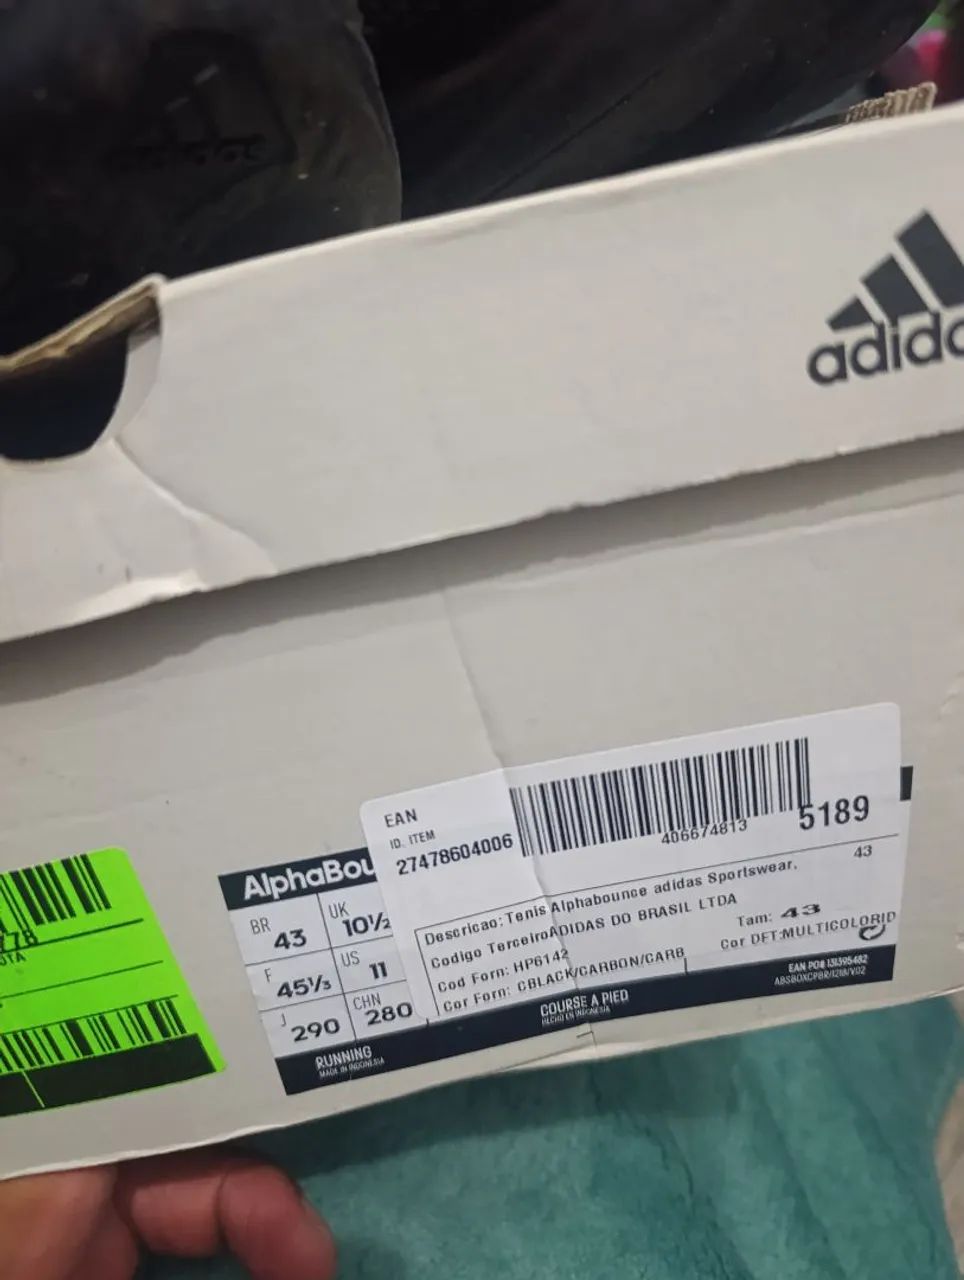 adidas
EAN
ID. ITEM
27478604006
406674813
5189
43
Descricao: Tenis Alphabounce adidas Sportswear.
Codigo TerceiroADIDAS DO BRASIL LTDA
Cod Forn: HP6142
Tam: 43
Cor Forn: CBLACK/CARBON/CARB
Cor DFT:MULTICOLORID
AlphaBou
BR 43
UK 10½
F 45⅓
US 11
J 290
CHN 280
RUNNING
MADE IN INDONESIA
COURSE A PIED
HECHO EN INDONESIA
EAN PO# 131395482
778